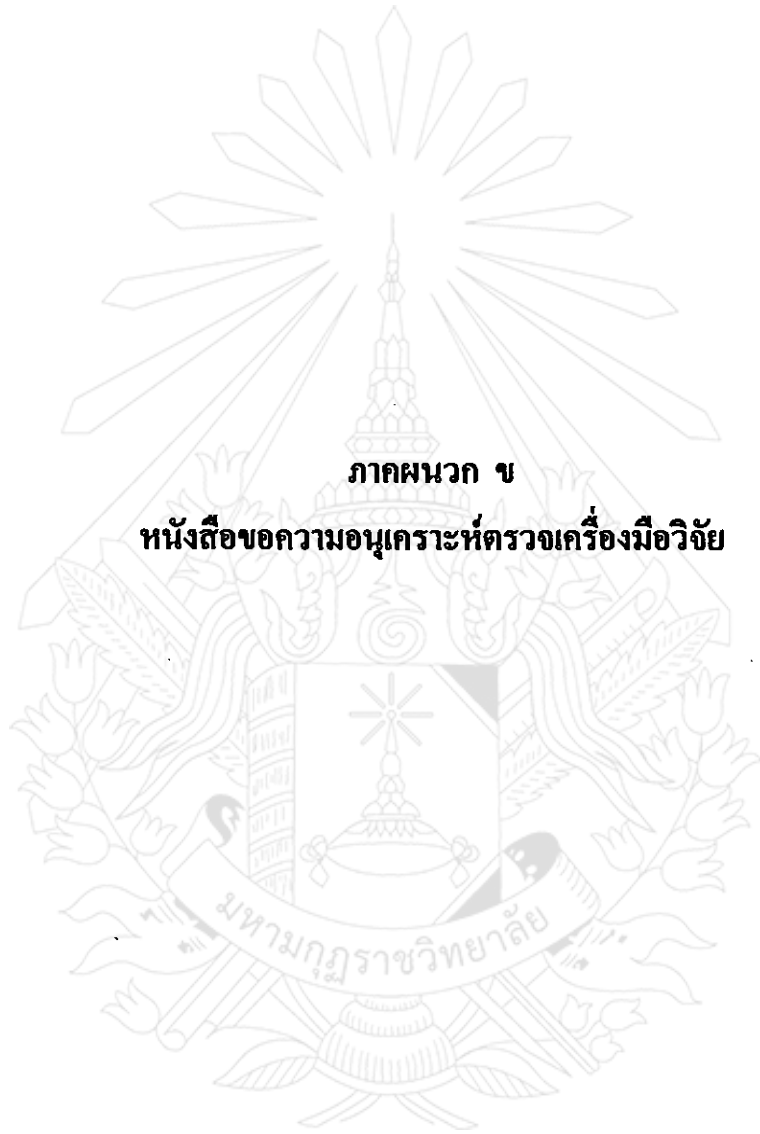 ภาคผนวก ข
หนังสือขอความอนุเคราะห์ตรวจเครื่องมือวิจัย
มหามกุฏราชวิทยาลัย